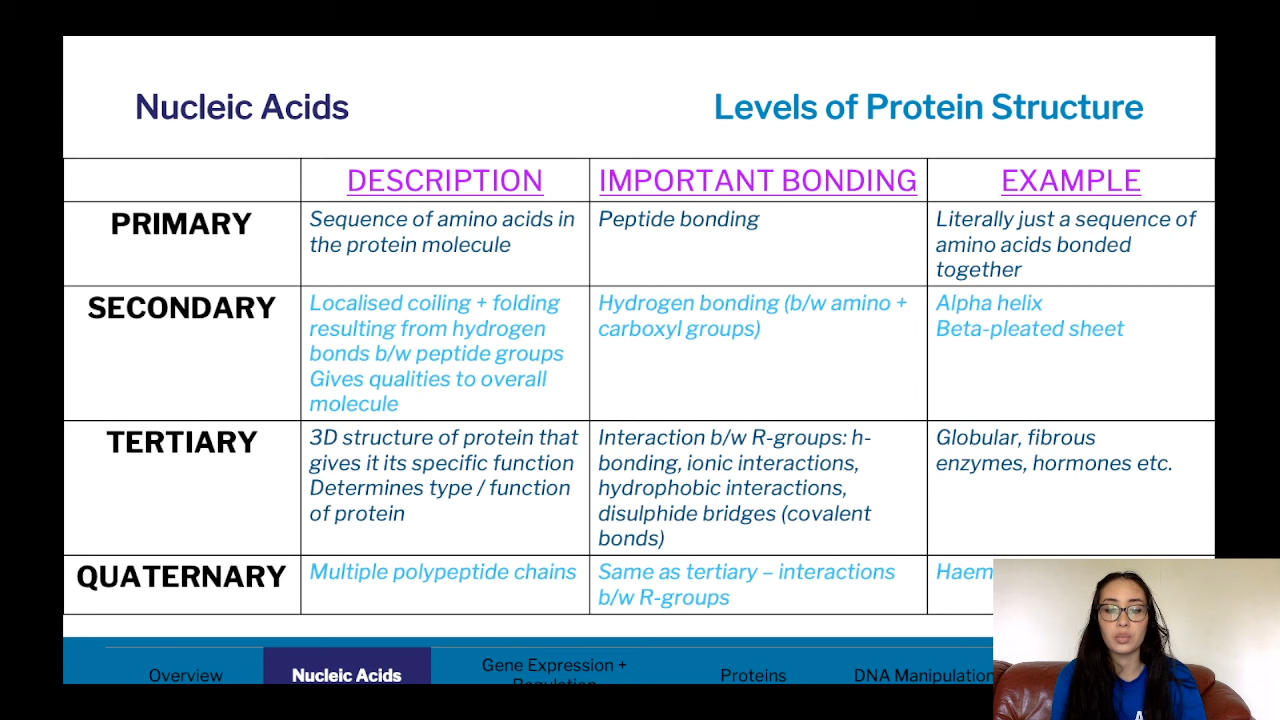 Nucleic Acids
Levels of Protein Structure
DESCRIPTION
IMPORTANT BONDING
EXAMPLE
PRIMARY
Sequence of amino acids in
the protein molecule
Peptide bonding
Literally just a sequence of
amino acids bonded
together
SECONDARY
Localised coiling + folding
resulting from hydrogen
bonds b/w peptide groups
Gives qualities to overall
molecule
Hydrogen bonding (b/w amino +
carboxyl groups)
Alpha helix
Beta-pleated sheet
TERTIARY
3D structure of protein that
gives it its specific function
Determines type / function
of protein
Interaction b/w R-groups: h-
bonding, ionic interactions,
hydrophobic interactions,
disulphide bridges (covalent
bonds)
Globular, fibrous
enzymes, hormones etc.
QUATERNARY
Multiple polypeptide chains
Same as tertiary – interactions
b/w R-groups
Overview
Nucleic Acids
Gene Expression +
Regulation
Proteins
DNA Manipulation